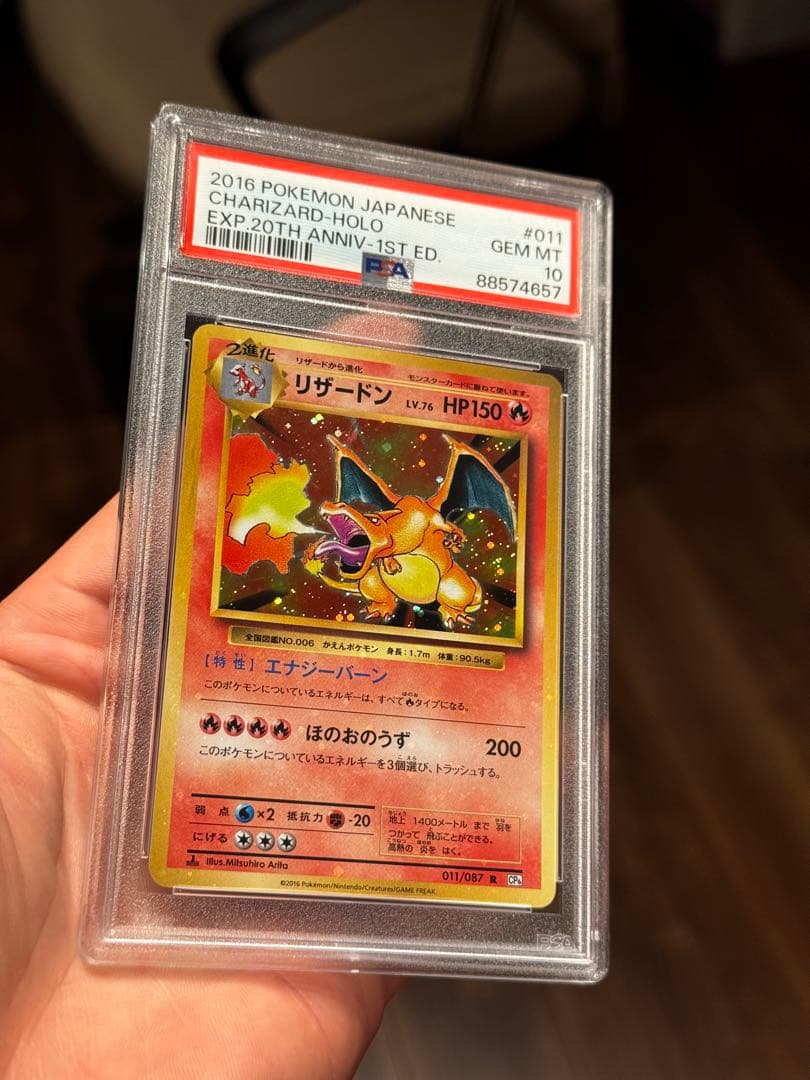 2016 POKEMON JAPANESE #011
CHARIZARD-HOLO GEM MT
EXP.20TH ANNIV-1ST ED. 10
PSA 88574657
2進化
リザードから進化
モンスターカードに重ねて使います。
リザードン LV.76 HP150
全国図鑑NO.006 かえんポケモン 身長:1.7m 体重:90.5kg
[特性] エナジーバーン
このポケモンについているエネルギーは、すべてタイプになる。
ほのおのうず 200
このポケモンについているエネルギーを3個選び、トラッシュする。
弱点 ×2 抵抗力 -20
にげる
地上 1400メートル まで 羽を
つかって 飛ぶことができる。
高熱の 炎を はく。
Illus.Mitsuhiro Arita
011/087 R CP6
©2016 Pokémon/Nintendo/Creatures/GAME FREAK.
PSA